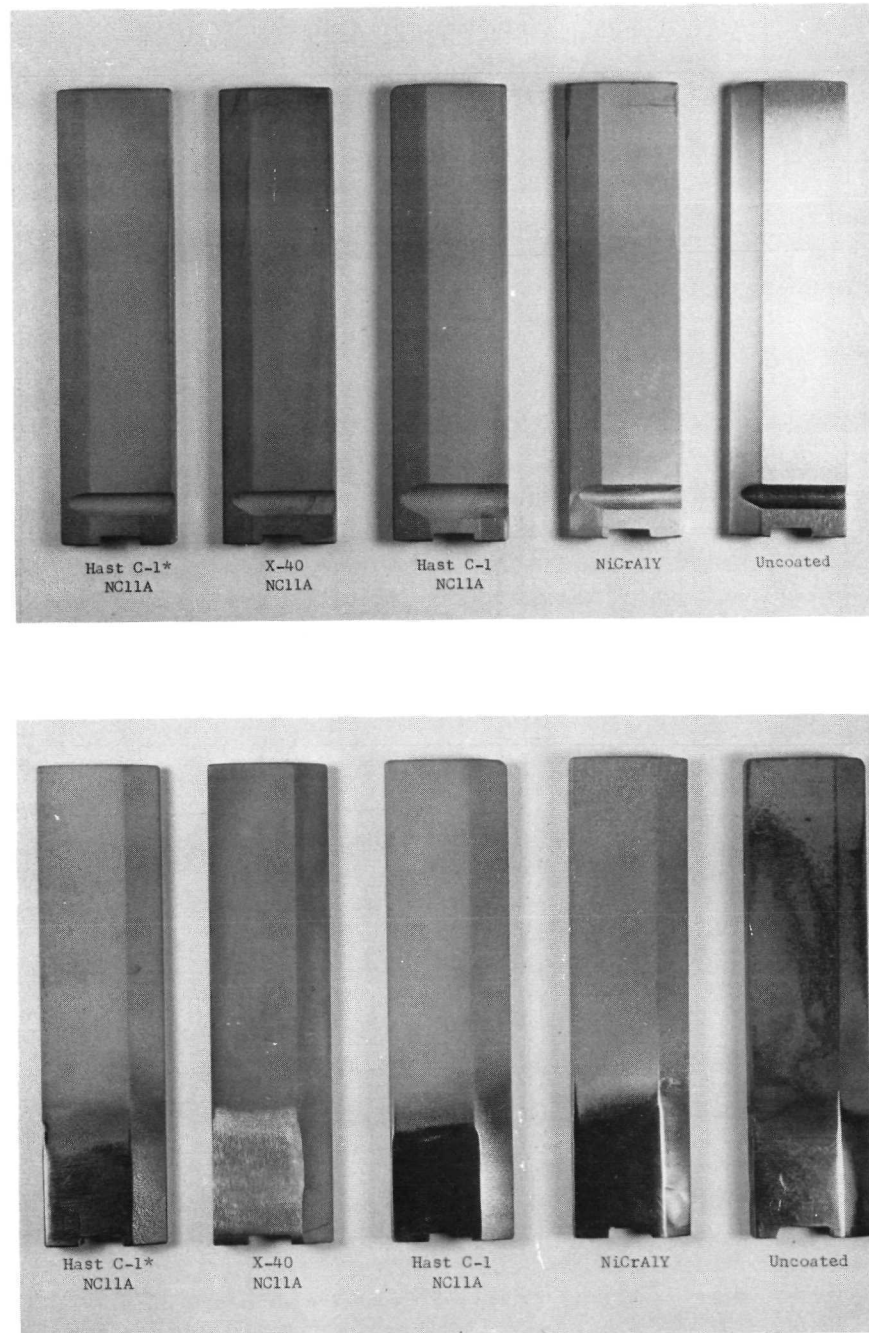 Hast C-1*
NC11A
X-40
NC11A
Hast C-1
NC11A
NiCrAlY
Uncoated
Hast C-1*
NC11A
X-40
NC11A
Hast C-1
NC11A
NiCrAlY
Uncoated